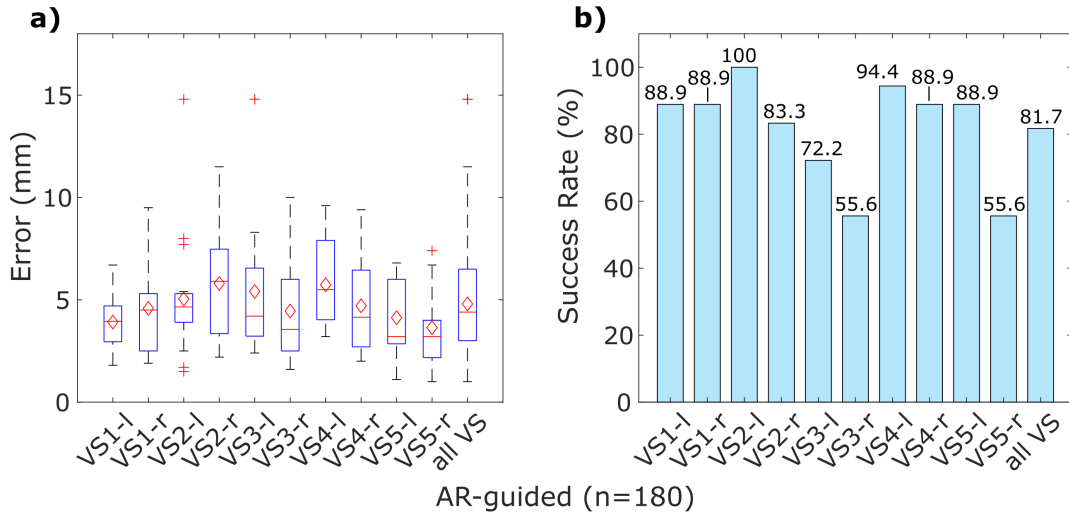 a)
Error (mm)
15
10
5
0
VS1-l
VS1-r
VS2-l
VS2-r
VS3-l
VS3-r
VS4-l
VS4-r
VS5-l
VS5-r
all VS
b)
Success Rate (%)
100
80
60
40
20
0
88.9
88.9
100
83.3
72.2
55.6
94.4
88.9
88.9
55.6
81.7
VS1-l
VS1-r
VS2-l
VS2-r
VS3-l
VS3-r
VS4-l
VS4-r
VS5-l
VS5-r
all VS
AR-guided (n=180)